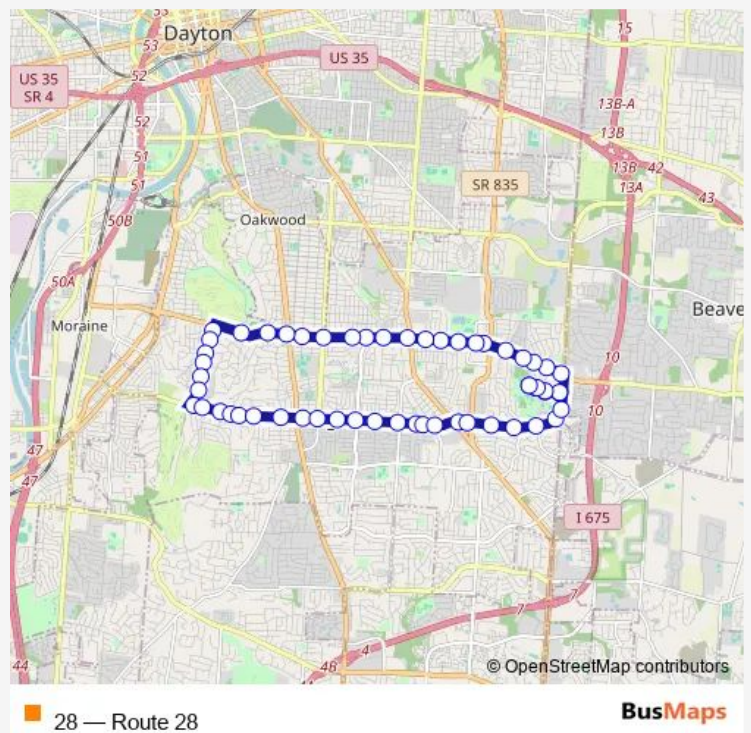 53
Dayton
15
53
US 35
52
US 35
SR 4
13B-A
52
13B
51
13B
42
13A
51
SR 835
43
50B
Oakwood
50A
Beave
Moraine
10
10
47
47
I 675
7
7
4
44
4B
© OpenStreetMap contributors
28 — Route 28
BusMaps